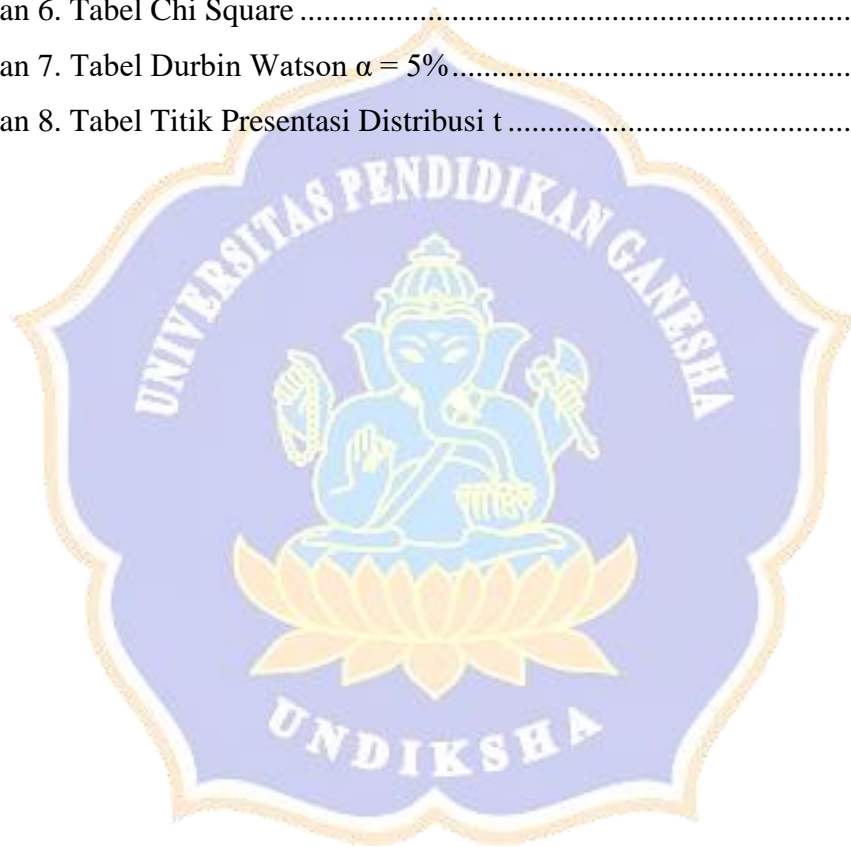 an 6. Tabel Chi Square ................................................................................
an 7. Tabel Durbin Watson α = 5%..........................................................
an 8. Tabel Titik Presentasi Distribusi t ..................................................
UNIVERSITAS PENDIDIKAN GANESHA
UNDIKSHA